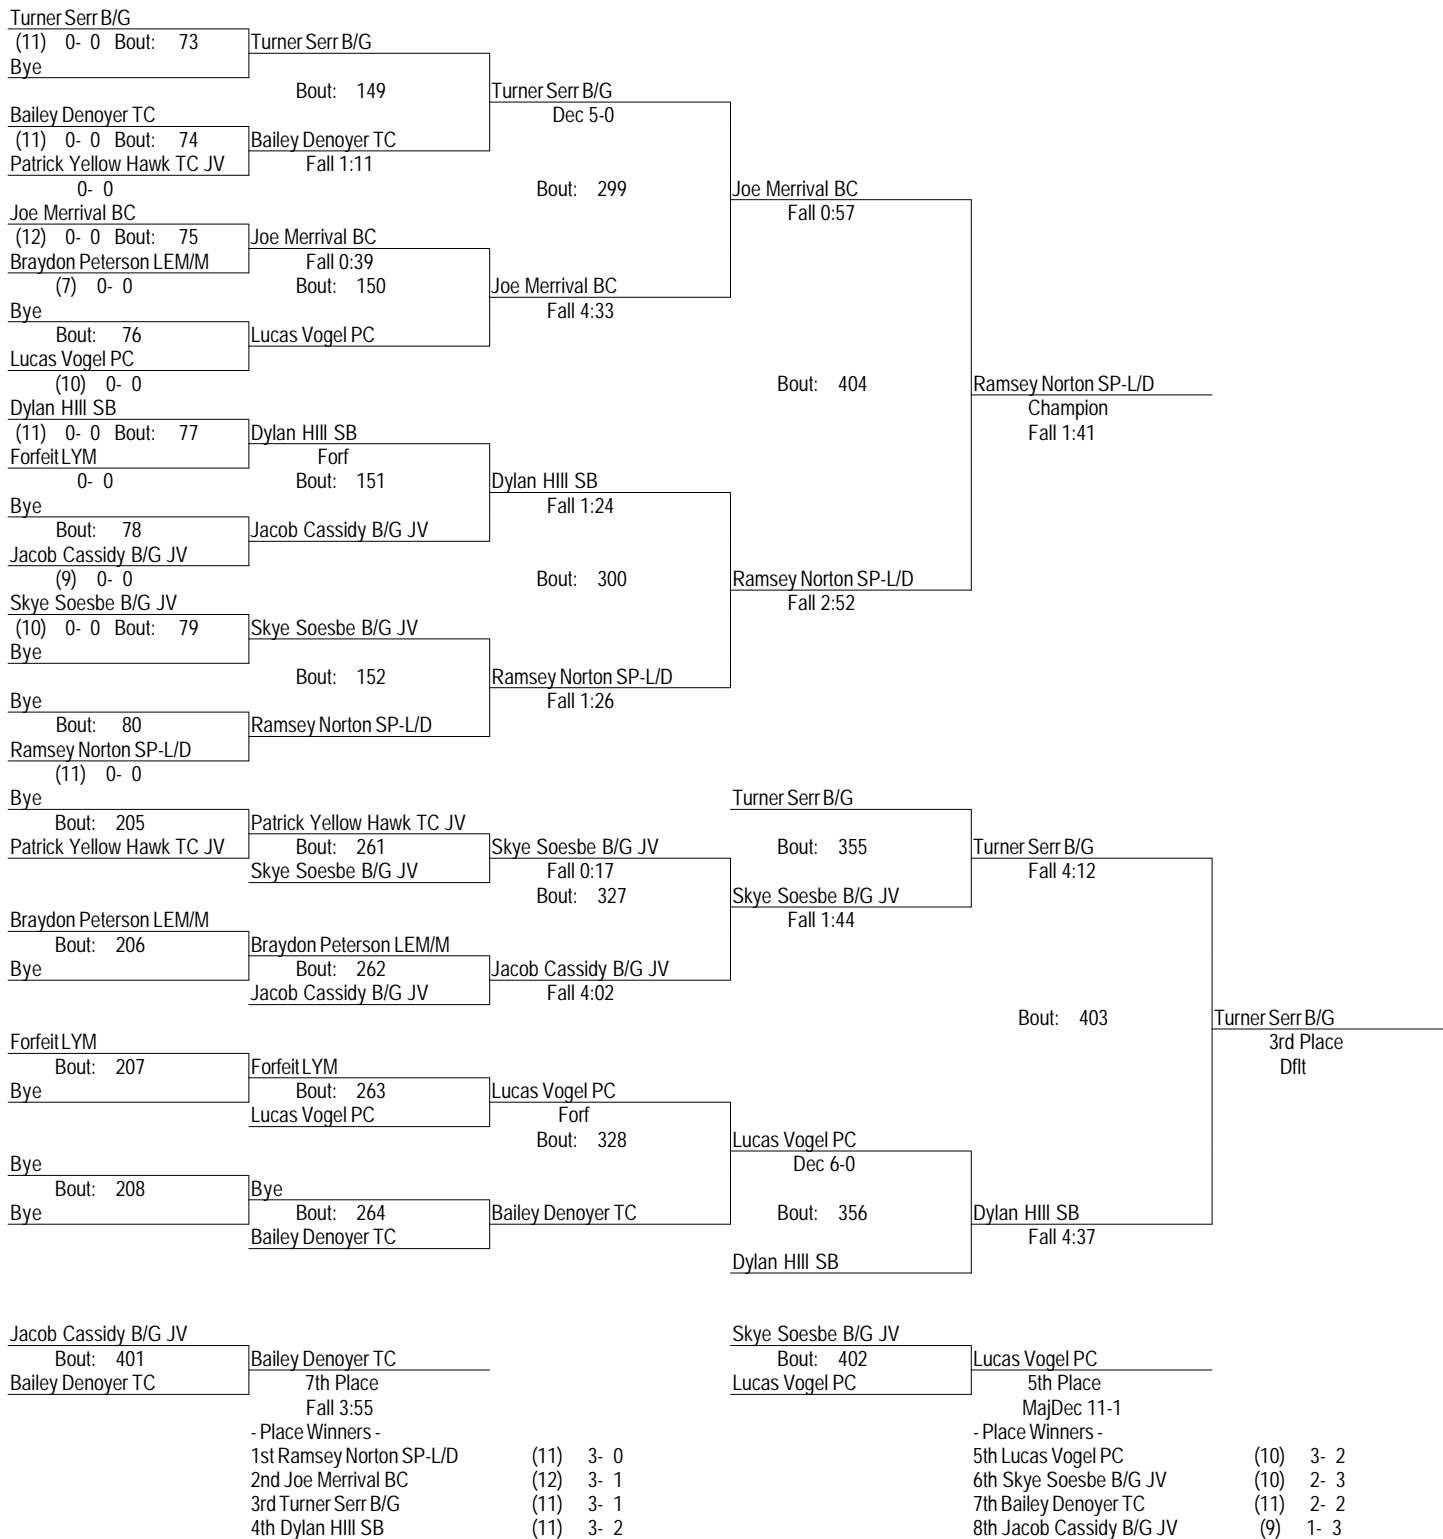 Turner Serr B/G
(11) 0- 0 Bout: 73 Turner Serr B/G
Bye
Bout: 149 Turner Serr B/G
Bailey Denoyer TC Dec 5-0
(11) 0- 0 Bout: 74 Bailey Denoyer TC
Patrick Yellow Hawk TC JV Fall 1:11
0- 0 Bout: 299 Joe Merrival BC
Joe Merrival BC Fall 0:57
(12) 0- 0 Bout: 75 Joe Merrival BC
Braydon Peterson LEM/M Fall 0:39
(7) 0- 0 Bout: 150 Joe Merrival BC
Bye Fall 4:33
Bout: 76 Lucas Vogel PC
Lucas Vogel PC
(10) 0- 0 Bout: 404 Ramsey Norton SP-L/D
Dylan HIll SB Champion
(11) 0- 0 Bout: 77 Dylan HIll SB Fall 1:41
Forfeit LYM Forf
0- 0 Bout: 151 Dylan HIll SB
Bye Fall 1:24
Bout: 78 Jacob Cassidy B/G JV
Jacob Cassidy B/G JV
(9) 0- 0 Bout: 300 Ramsey Norton SP-L/D
Skye Soesbe B/G JV Fall 2:52
(10) 0- 0 Bout: 79 Skye Soesbe B/G JV
Bye
Bout: 152 Ramsey Norton SP-L/D
Bye Fall 1:26
Bout: 80 Ramsey Norton SP-L/D
Ramsey Norton SP-L/D
(11) 0- 0
Bye Turner Serr B/G
Bout: 205 Patrick Yellow Hawk TC JV
Patrick Yellow Hawk TC JV Bout: 261 Skye Soesbe B/G JV Bout: 355 Turner Serr B/G
Skye Soesbe B/G JV Fall 0:17 Fall 4:12
Bout: 327 Skye Soesbe B/G JV
Braydon Peterson LEM/M Fall 1:44
Bout: 206 Braydon Peterson LEM/M
Bye Bout: 262 Jacob Cassidy B/G JV
Jacob Cassidy B/G JV Fall 4:02
Bout: 403 Turner Serr B/G
Forfeit LYM 3rd Place
Bout: 207 Forfeit LYM Dflt
Bye Bout: 263 Lucas Vogel PC
Lucas Vogel PC Forf
Bout: 328 Lucas Vogel PC
Bye Dec 6-0
Bout: 208 Bye
Bye Bout: 264 Bailey Denoyer TC Bout: 356 Dylan HIll SB
Bailey Denoyer TC Fall 4:37
Dylan HIll SB
Jacob Cassidy B/G JV Skye Soesbe B/G JV
Bout: 401 Bailey Denoyer TC Bout: 402 Lucas Vogel PC
Bailey Denoyer TC 7th Place Lucas Vogel PC 5th Place
Fall 3:55 MajDec 11-1
- Place Winners - - Place Winners -
1st Ramsey Norton SP-L/D (11) 3- 0 5th Lucas Vogel PC (10) 3- 2
2nd Joe Merrival BC (12) 3- 1 6th Skye Soesbe B/G JV (10) 2- 3
3rd Turner Serr B/G (11) 3- 1 7th Bailey Denoyer TC (11) 2- 2
4th Dylan HIll SB (11) 3- 2 8th Jacob Cassidy B/G JV (9) 1- 3